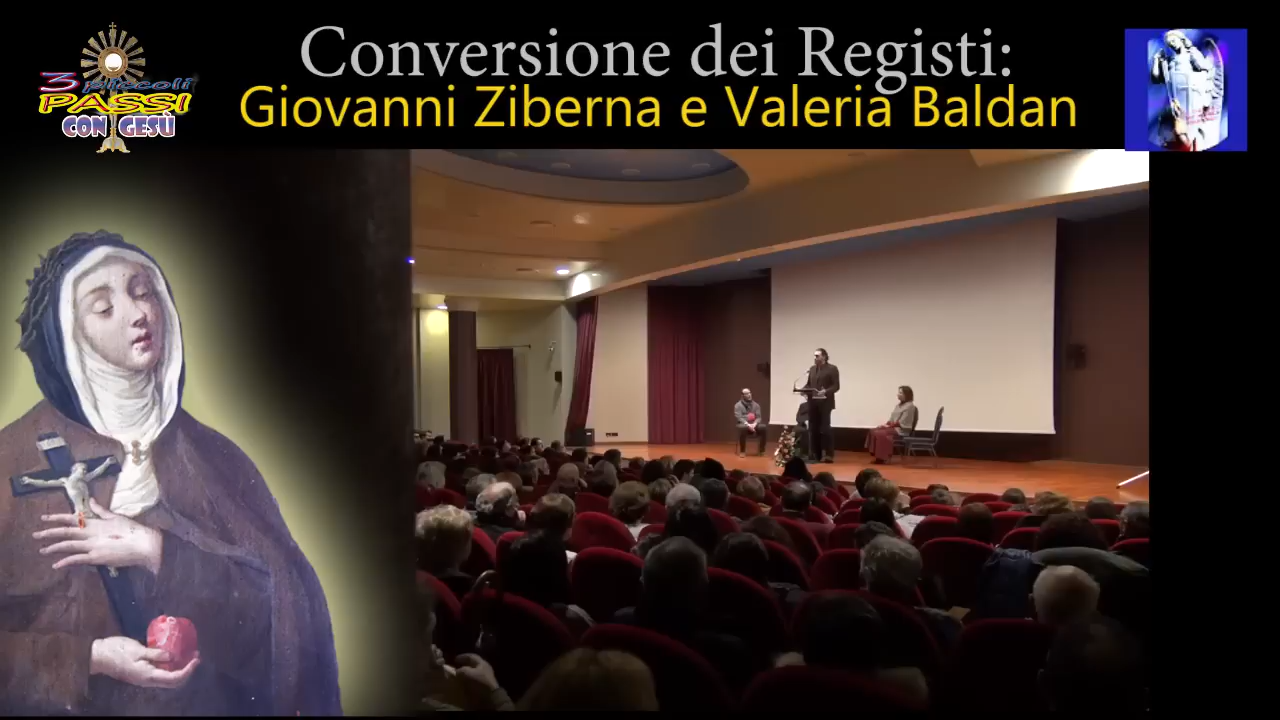 Conversione dei Registi:
Giovanni Ziberna e Valeria Baldan
3 piccoli
PASSI
CON GESÙ